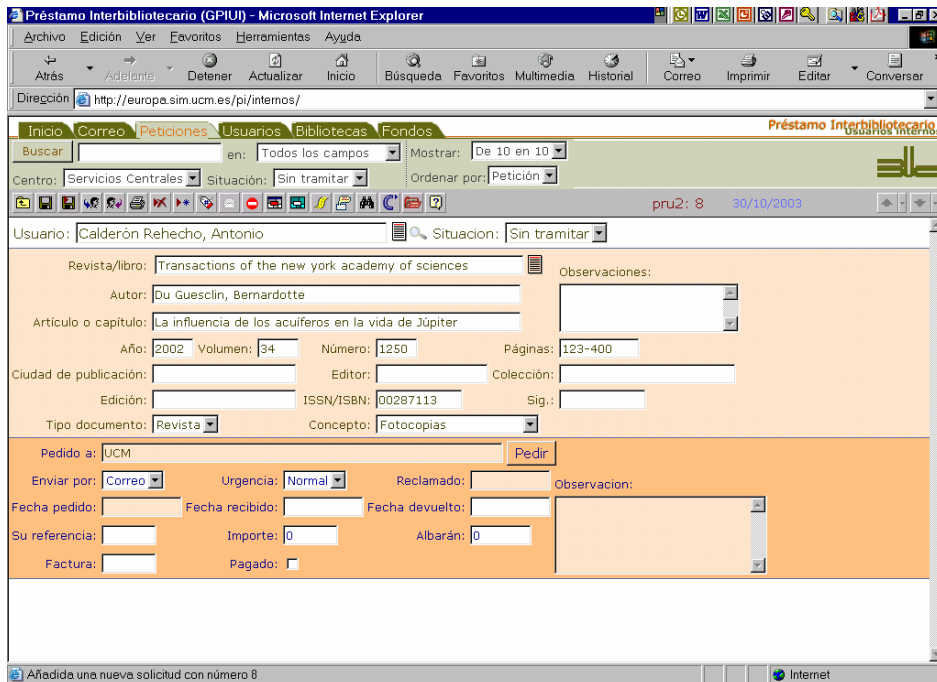 Préstamo Interbibliotecario (GPIUI) - Microsoft Internet Explorer
Archivo Edición Ver Favoritos Herramientas Ayuda
Atrás Adelante Detener Actualizar Inicio Búsqueda Favoritos Multimedia Historial Correo Imprimir Editar Conversar
Dirección http://europa.sim.ucm.es/pi/internos/
Inicio Correo Peticiones Usuarios Bibliotecas Fondos Préstamo Interbibliotecario
Usuarios internos
Buscar en: Todos los campos Mostrar: De 10 en 10
Centro: Servicios Centrales Situación: Sin tramitar Ordenar por: Petición
pru2: 8 30/10/2003
Usuario: Calderón Rehecho, Antonio Situacion: Sin tramitar
Revista/libro: Transactions of the new york academy of sciences Observaciones:
Autor: Du Guesclin, Bernardotte
Artículo o capítulo: La influencia de los acuíferos en la vida de Júpiter
Año: 2002 Volumen: 34 Número: 1250 Páginas: 123-400
Ciudad de publicación: Editor: Colección:
Edición: ISSN/ISBN: 00287113 Sig.:
Tipo documento: Revista Concepto: Fotocopias
Pedido a: UCM Pedir
Enviar por: Correo Urgencia: Normal Reclamado: Observacion:
Fecha pedido: Fecha recibido: Fecha devuelto:
Su referencia: Importe: 0 Albarán: 0
Factura: Pagado:
Añadida una nueva solicitud con número 8 Internet